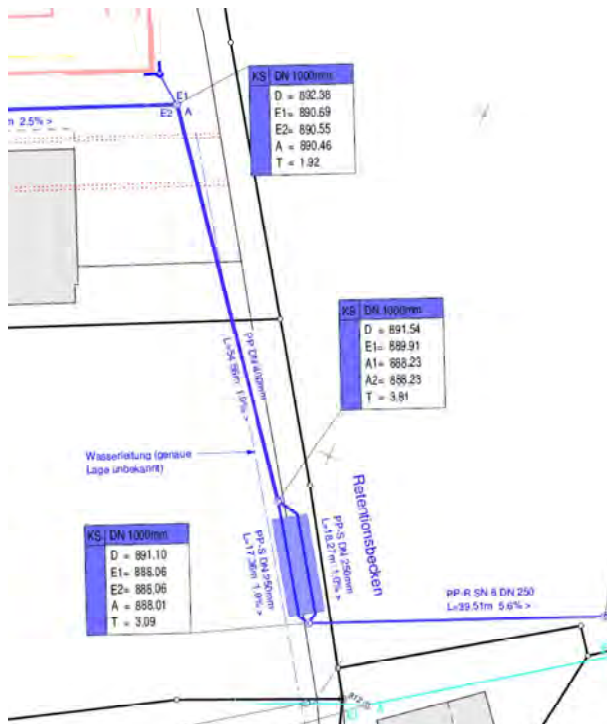 KS DN 1000mm
D = 892.38
E1= 890.69
E2= 890.55
A = 890.46
T = 1.92
E1
E2 A
m 2.5% >
KS DN 1000mm
D = 891.54
E1= 889.91
A1= 888.23
A2= 888.23
T = 3.81
PP DN 400mm
L=54.55m 1.0% >
Wasserleitung (genaue
Lage unbekannt)
Retentionsbecken
PP-S DN 250mm
L=18.27m 1.0% >
PP-S DN 250mm
L=17.36m 1.0% >
KS DN 1000mm
D = 891.10
E1= 888.06
E2= 888.06
A = 888.01
T = 3.09
PP-R SN 8 DN 250
L=39.51m 5.6% >